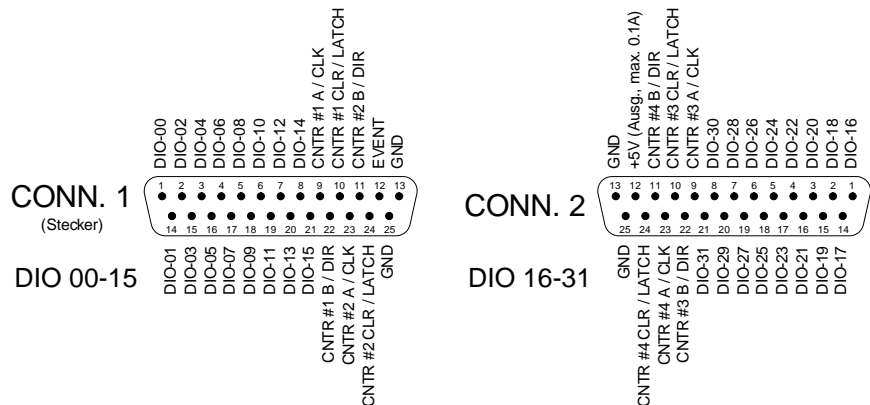 DIO-00
DIO-02
DIO-04
DIO-06
DIO-08
DIO-10
DIO-12
DIO-14
CNTR #1 A / CLK
CNTR #1 CLR / LATCH
CNTR #2 B / DIR
EVENT
GND
CONN. 1
(Stecker)
1 2 3 4 5 6 7 8 9 10 11 12 13
14 15 16 17 18 19 20 21 22 23 24 25
DIO 00-15
DIO-01
DIO-03
DIO-05
DIO-07
DIO-09
DIO-11
DIO-13
DIO-15
CNTR #1 B / DIR
CNTR #2 A / CLK
CNTR #2 CLR / LATCH
GND
GND
+5V (Ausg., max. 0.1A)
CNTR #4 B / DIR
CNTR #3 CLR / LATCH
CNTR #3 A / CLK
DIO-30
DIO-28
DIO-26
DIO-24
DIO-22
DIO-20
DIO-18
DIO-16
CONN. 2
13 12 11 10 9 8 7 6 5 4 3 2 1
25 24 23 22 21 20 19 18 17 16 15 14
DIO 16-31
GND
CNTR #4 CLR / LATCH
CNTR #4 A / CLK
CNTR #3 B / DIR
DIO-31
DIO-29
DIO-27
DIO-25
DIO-23
DIO-21
DIO-19
DIO-17